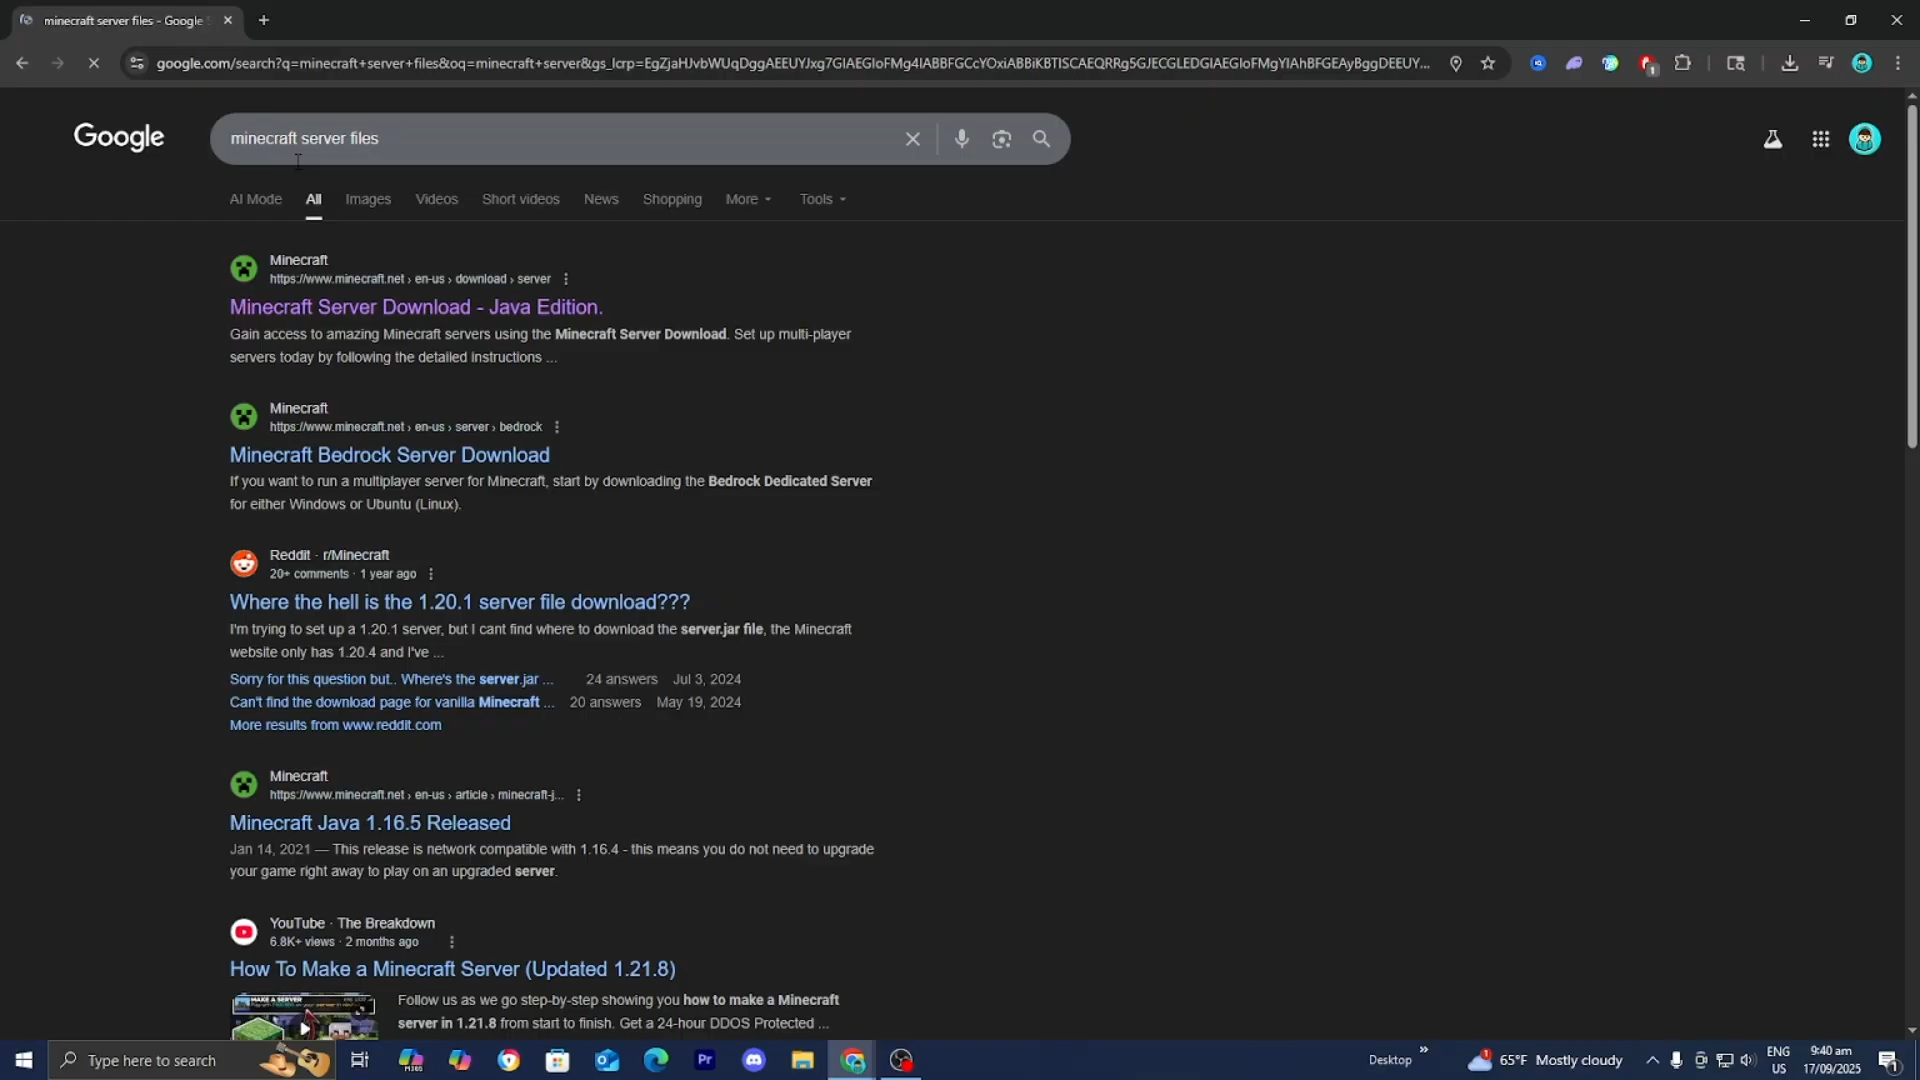 minecraft server files - Google
google.com/search?q=minecraft+server+files&oq=minecraft+server&gs_lcrp=EgZjaHJvbWUqDggAEEUYJxg7GIAEGIoFMg4IABBFGCcYOxiABBiKBTISCAEQRRg5GJECGLEDGIAEGIoFMgYIAhBFGEAyBggDEEUY...
1
Google
minecraft server files
AI Mode
All
Images
Videos
Short videos
News
Shopping
More
Tools
Minecraft
https://www.minecraft.net › en-us › download › server
Minecraft Server Download - Java Edition.
Gain access to amazing Minecraft servers using the Minecraft Server Download. Set up multi-player
servers today by following the detailed instructions ...
Minecraft
https://www.minecraft.net › en-us › server › bedrock
Minecraft Bedrock Server Download
If you want to run a multiplayer server for Minecraft, start by downloading the Bedrock Dedicated Server
for either Windows or Ubuntu (Linux).
Reddit · r/Minecraft
20+ comments · 1 year ago
Where the hell is the 1.20.1 server file download???
I'm trying to set up a 1.20.1 server, but I cant find where to download the server.jar file, the Minecraft
website only has 1.20.4 and I've ...
Sorry for this question but.. Where's the server.jar ... 24 answers Jul 3, 2024
Can't find the download page for vanilla Minecraft ... 20 answers May 19, 2024
More results from www.reddit.com
Minecraft
https://www.minecraft.net › en-us › article › minecraft-j...
Minecraft Java 1.16.5 Released
Jan 14, 2021 — This release is network compatible with 1.16.4 - this means you do not need to upgrade
your game right away to play on an upgraded server.
YouTube · The Breakdown
6.8K+ views · 2 months ago
How To Make a Minecraft Server (Updated 1.21.8)
MAKE A SERVER
Follow us as we go step-by-step showing you how to make a Minecraft
server in 1.21.8 from start to finish. Get a 24-hour DDOS Protected ...
Type here to search
M365
Pr
Desktop
»
1
65°F Mostly cloudy
ENG
US
9:40 am
17/09/2025
1